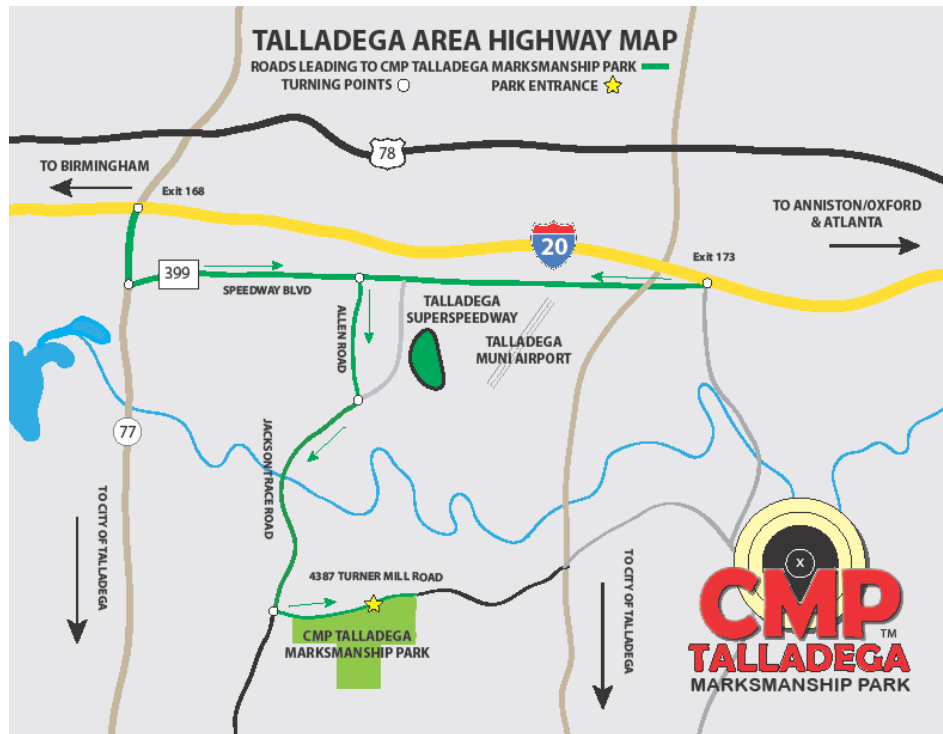 TALLADEGA AREA HIGHWAY MAP
ROADS LEADING TO CMP TALLADEGA MARKSMANSHIP PARK
TURNING POINTS
PARK ENTRANCE
78
TO BIRMINGHAM
Exit 168
TO ANNISTON/OXFORD
& ATLANTA
20
Exit 173
399
SPEEDWAY BLVD
TALLADEGA
SUPERSPEEDWAY
ALLEN ROAD
TALLADEGA
MUNI AIRPORT
77
JACKSON TRACE ROAD
TO CITY OF TALLADEGA
4387 TURNER MILL ROAD
TO CITY OF TALLADEGA
CMP TALLADEGA
MARKSMANSHIP PARK
X
CMP
TM
TALLADEGA
MARKSMANSHIP PARK